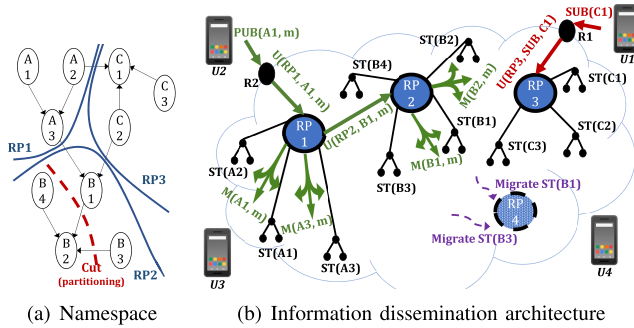 A
1
A
2
C
1
C
3
A
3
C
2
RP1
B
4
B
1
RP3
B
2
B
3
Cut
(partitioning)
RP2
(a) Namespace
U2
PUB(A1, m)
R2
U(RP1, A1, m)
ST(B4)
ST(B2)
SUB(C1)
R1
U1
U(RP3, SUB, C1)
RP
1
RP
2
RP
3
M(B2, m)
ST(C1)
U(RP2, B1, m)
ST(B1)
ST(C2)
ST(A2)
M(B1, m)
ST(C3)
ST(B3)
M(A1, m)
M(A3, m)
Migrate ST(B1)
RP
4
Migrate ST(B3)
U3
ST(A1)
ST(A3)
U4
(b) Information dissemination architecture